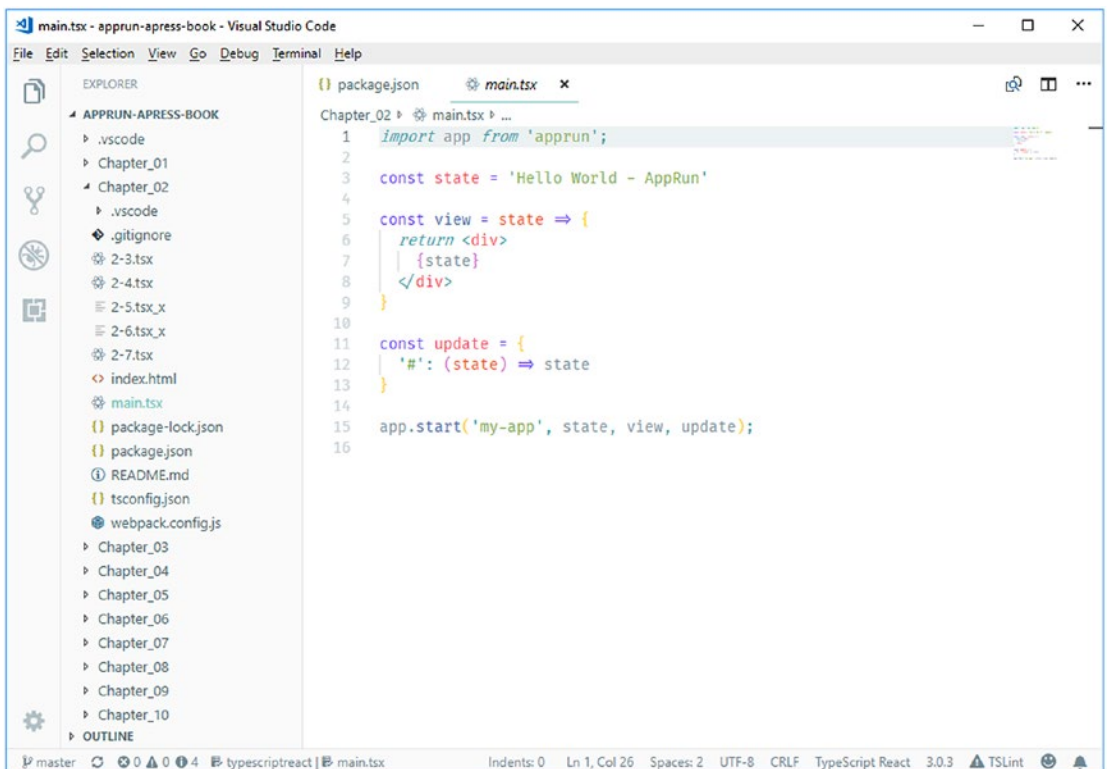 main.tsx - apprun-apress-book - Visual Studio Code
File Edit Selection View Go Debug Terminal Help
EXPLORER
APPRUN-APRESS-BOOK
.vscode
Chapter_01
Chapter_02
.vscode
.gitignore
2-3.tsx
2-4.tsx
2-5.tsx_x
2-6.tsx_x
2-7.tsx
index.html
main.tsx
package-lock.json
package.json
README.md
tsconfig.json
webpack.config.js
Chapter_03
Chapter_04
Chapter_05
Chapter_06
Chapter_07
Chapter_08
Chapter_09
Chapter_10
OUTLINE
{} package.json main.tsx ×
Chapter_02 main.tsx ...
1 import app from 'apprun';
2
3 const state = 'Hello World - AppRun'
4
5 const view = state ⇒ {
6 return <div>
7 {state}
8 </div>
9 }
10
11 const update = {
12 '#': (state) ⇒ state
13 }
14
15 app.start('my-app', state, view, update);
16
master 0 0 4 typescriptreact | main.tsx Indents: 0 Ln 1, Col 26 Spaces: 2 UTF-8 CRLF TypeScript React 3.0.3 TSLint